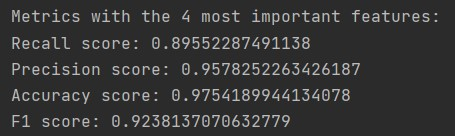 Metrics with the 4 most important features:
Recall score: 0.89552287491138
Precision score: 0.9578252263426187
Accuracy score: 0.9754189944134078
F1 score: 0.9238137070632779